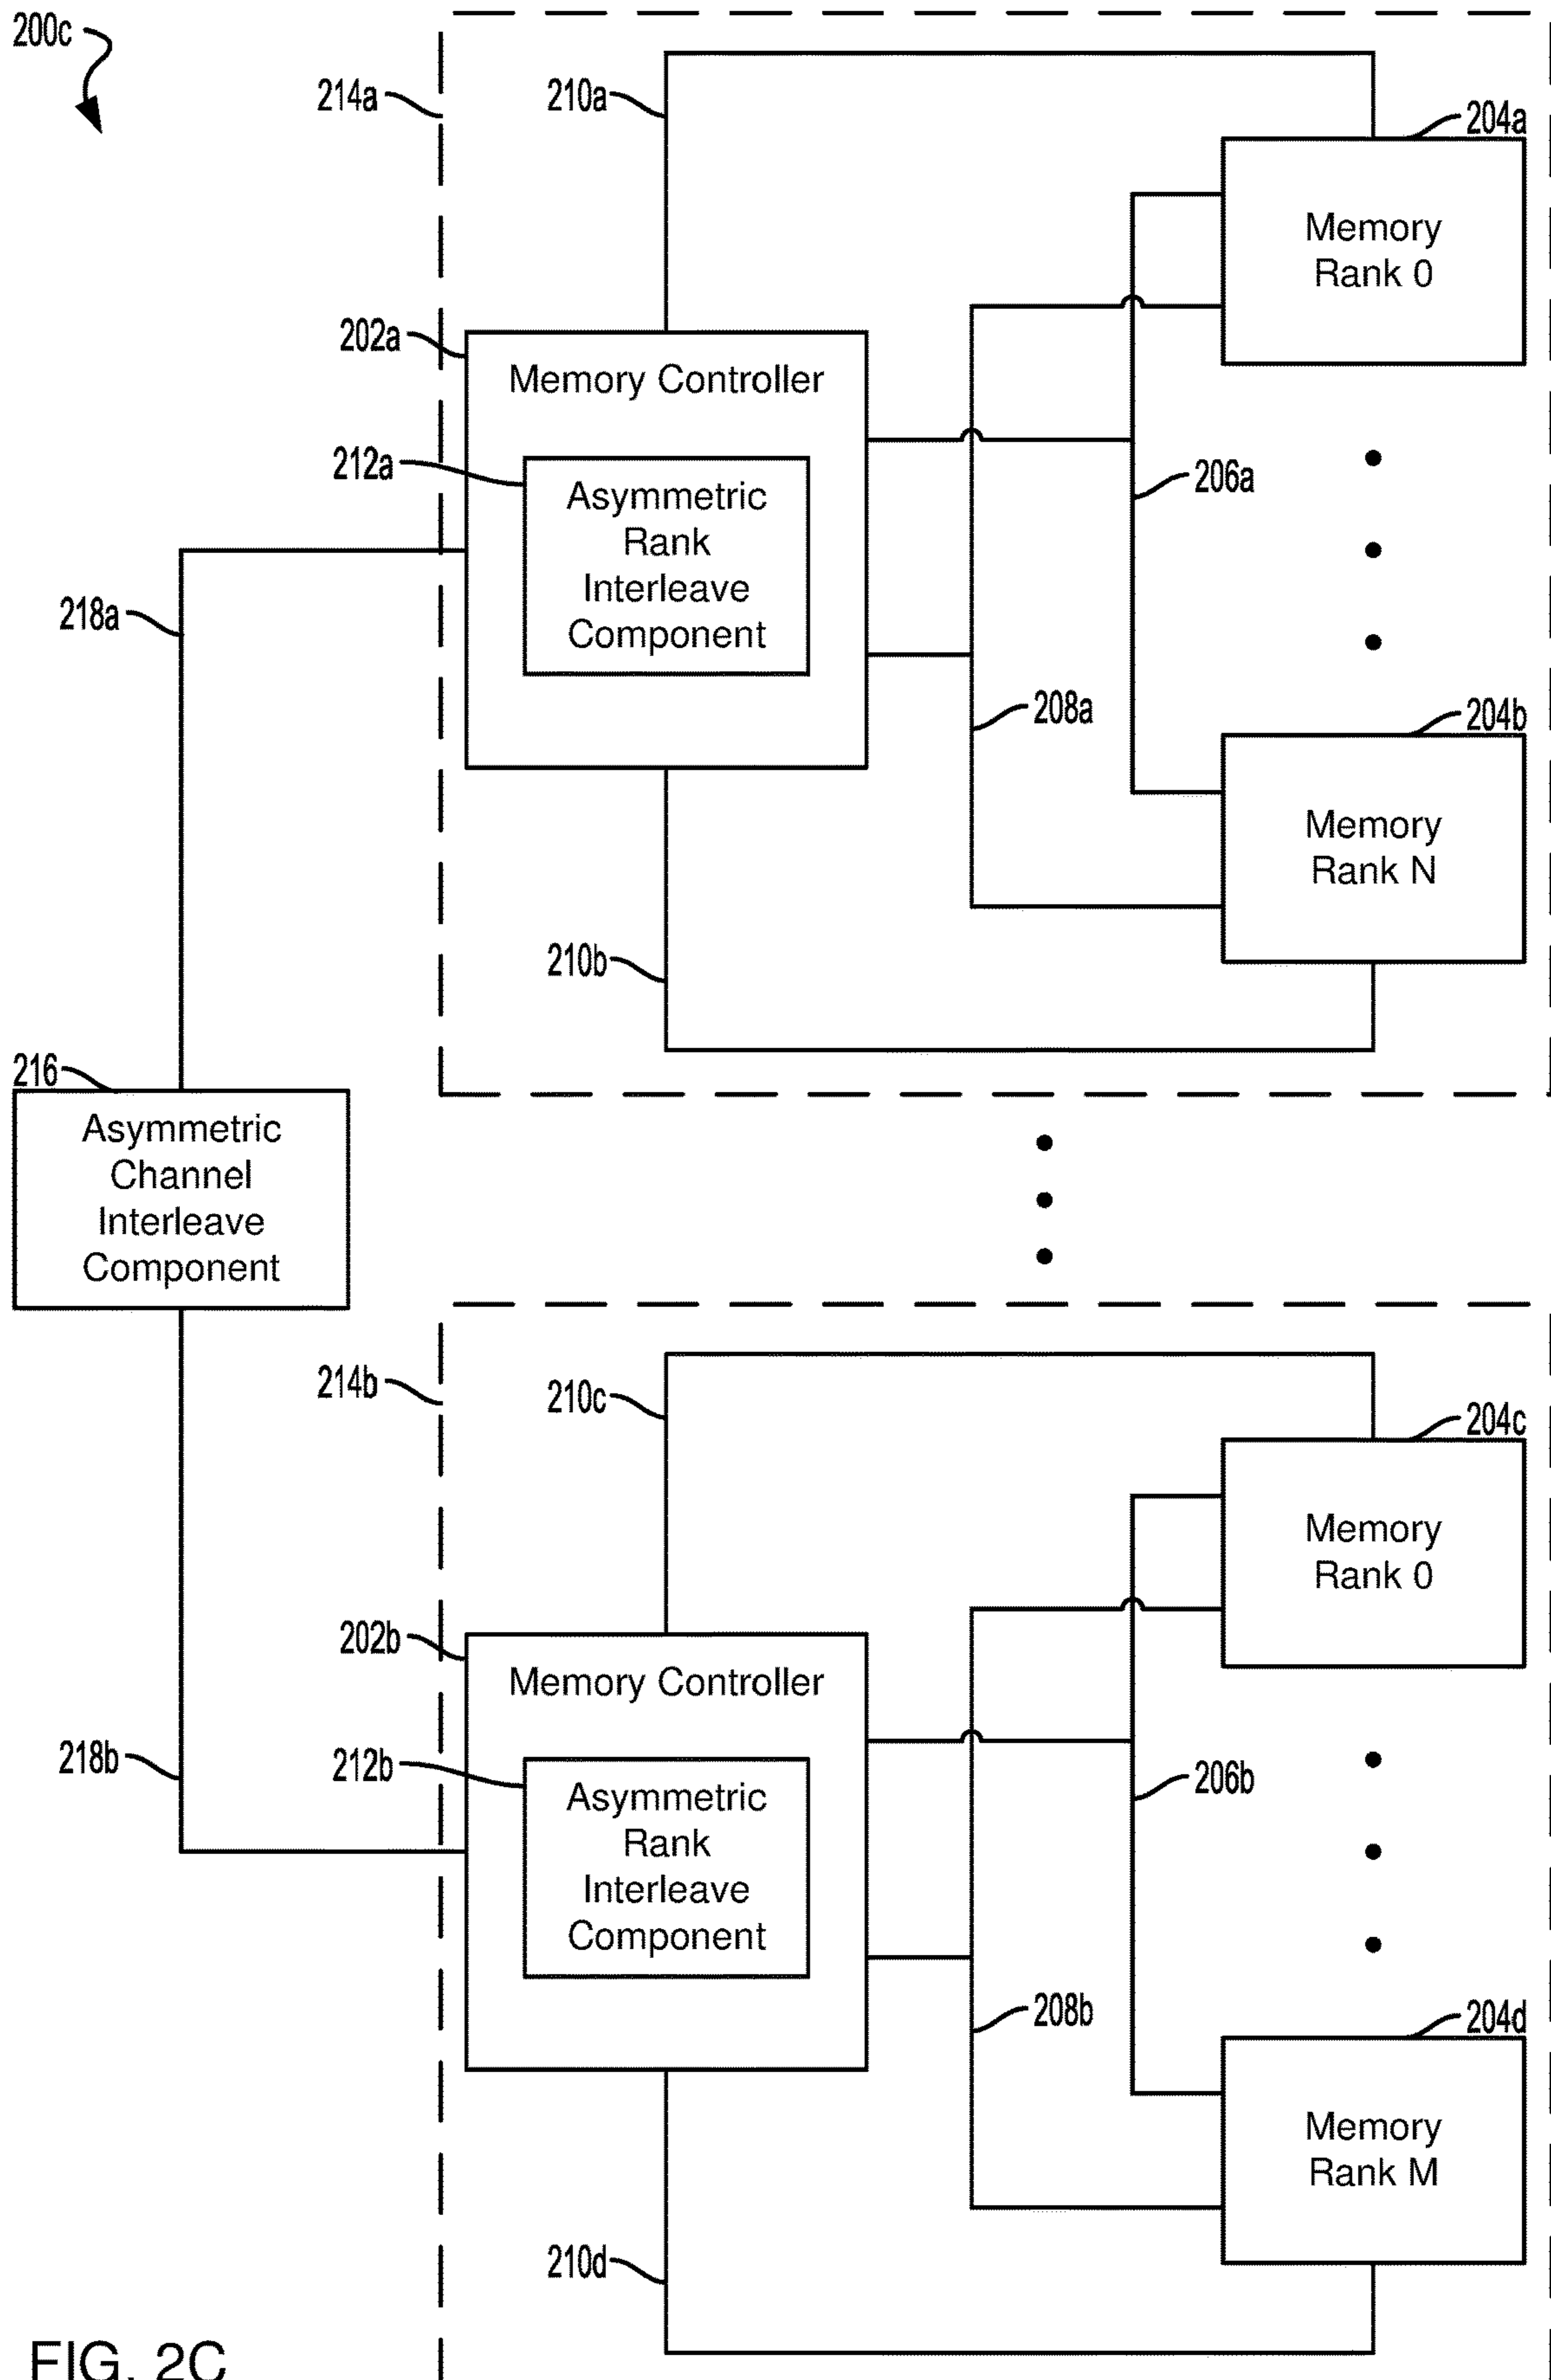 200c
214a
210a
204a
Memory
Rank 0
202a
Memory Controller
212a
Asymmetric
Rank
Interleave
Component
206a
218a
208a
204b
Memory
Rank N
210b
216
Asymmetric
Channel
Interleave
Component
214b
210c
204c
Memory
Rank 0
202b
Memory Controller
212b
Asymmetric
Rank
Interleave
Component
206b
218b
208b
204d
Memory
Rank M
210d
FIG. 2C